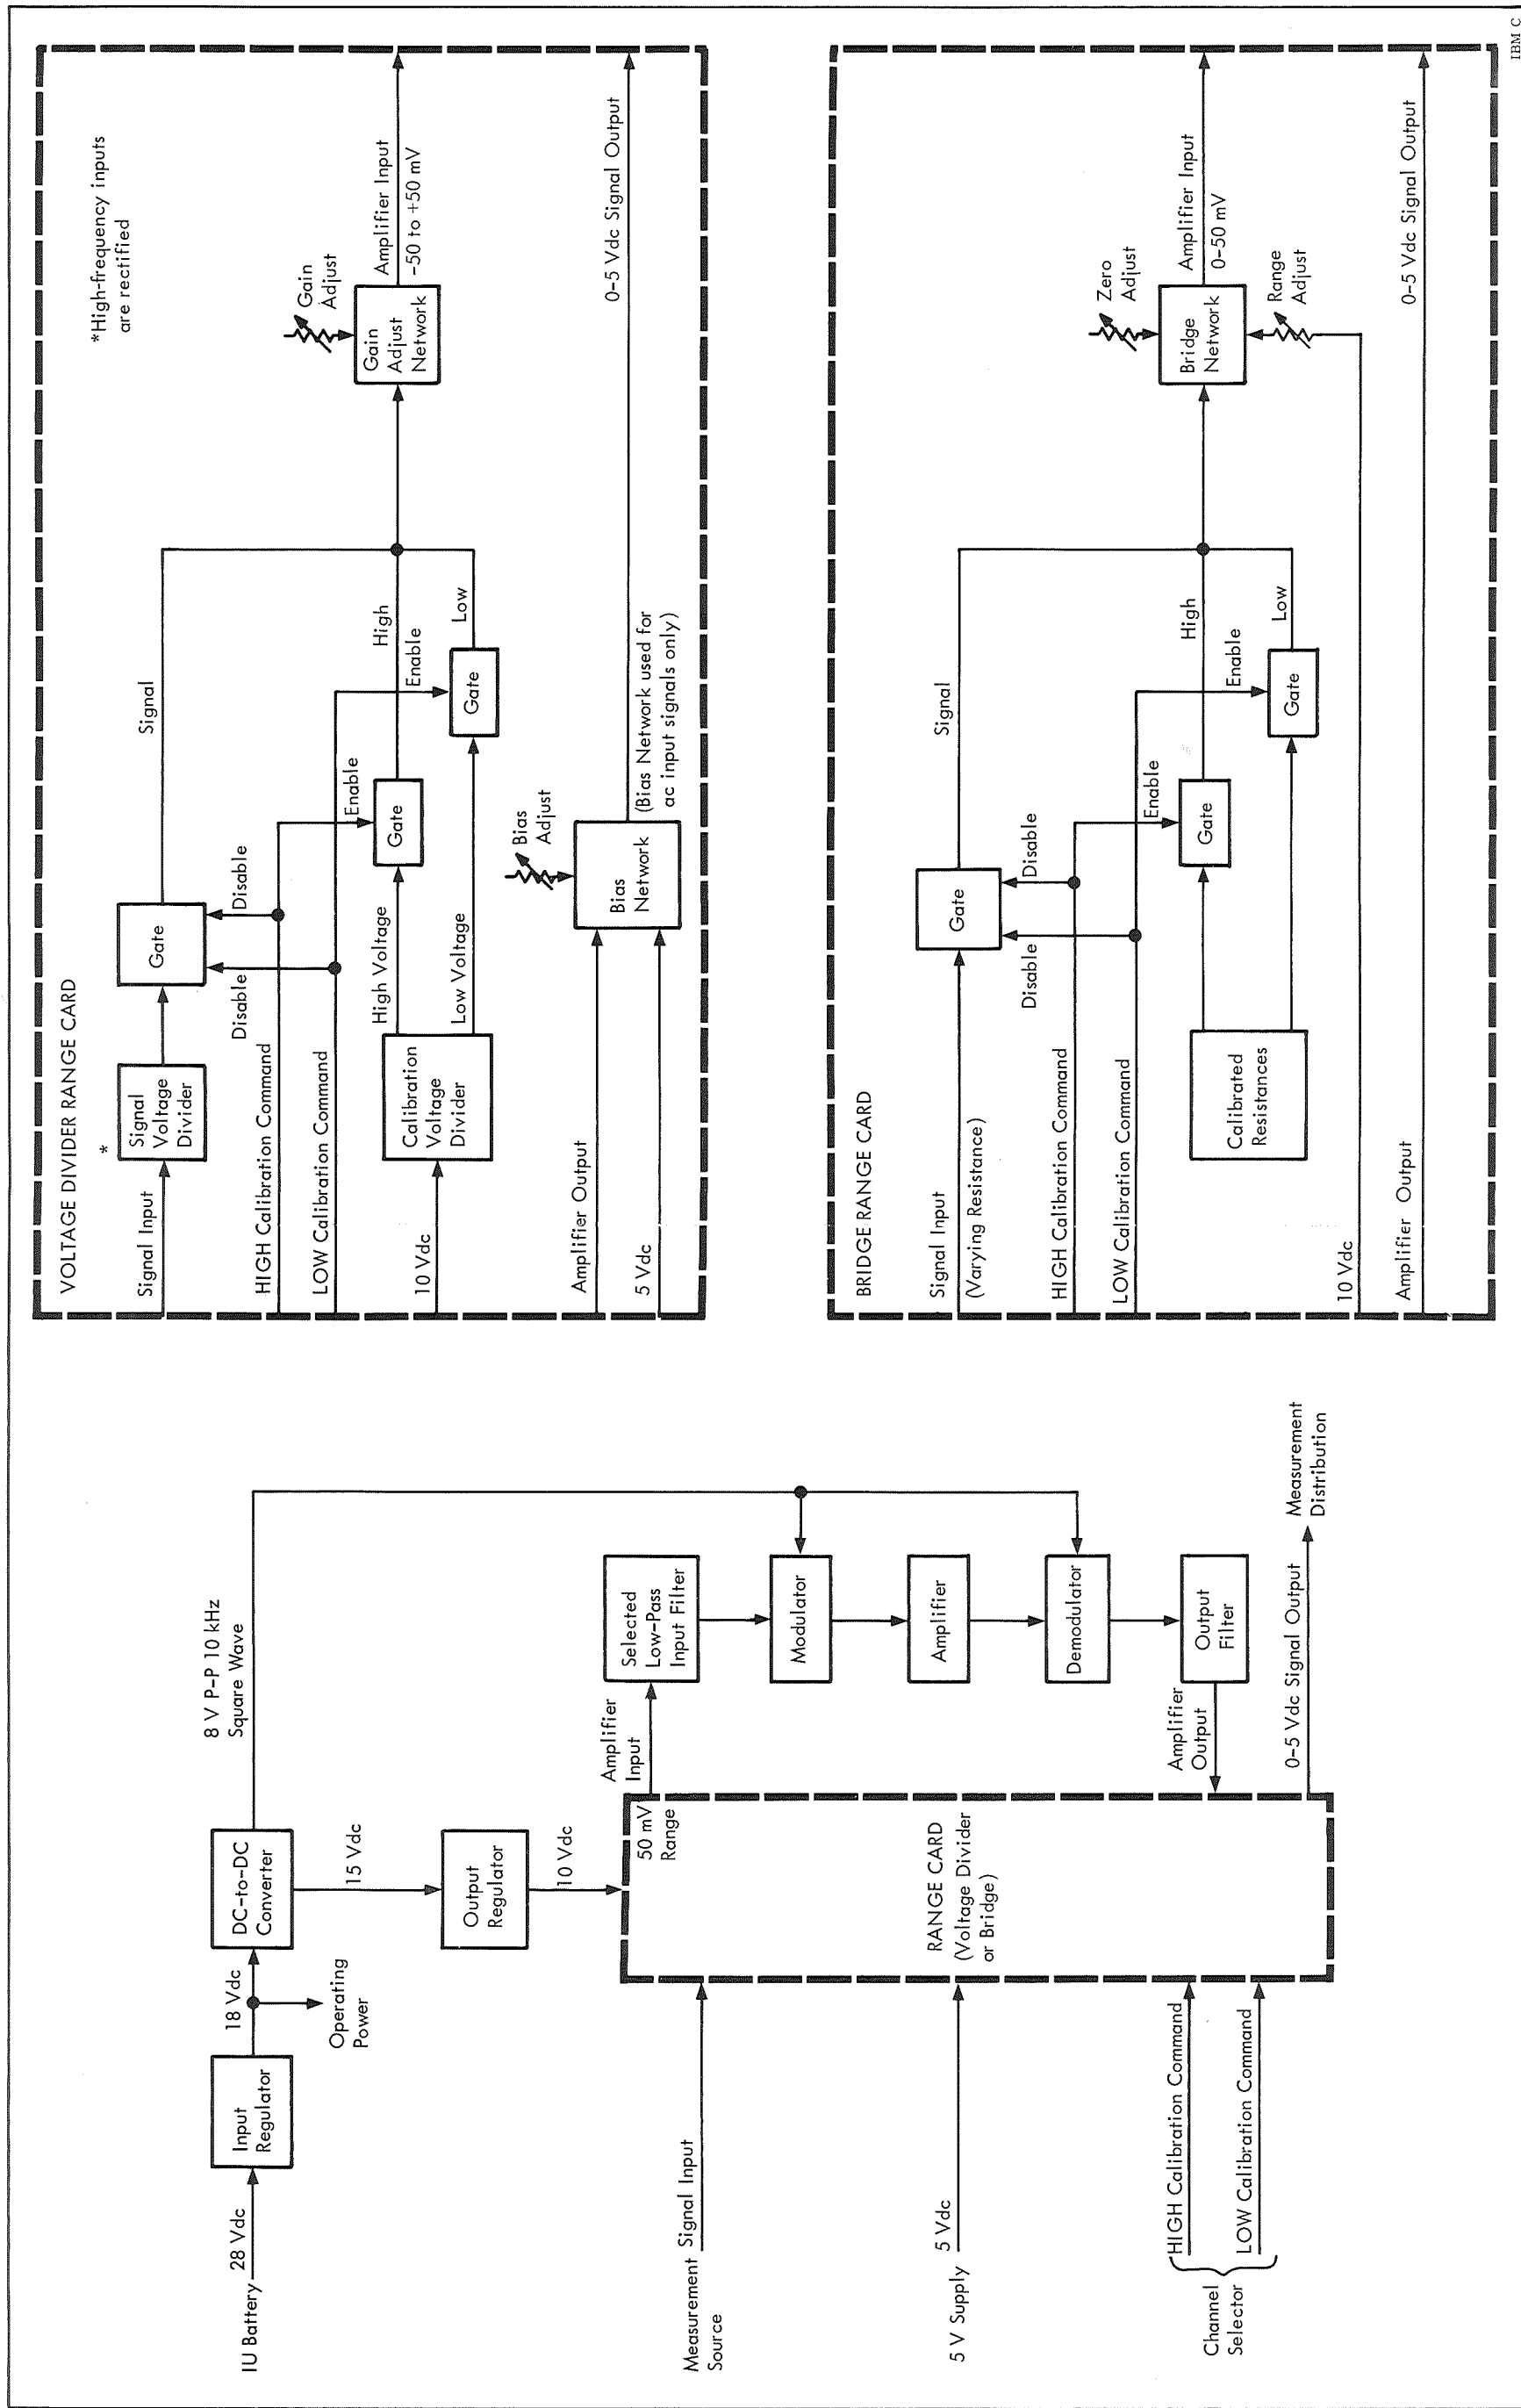 IU Battery
28 Vdc
Input
Regulator
18 Vdc
Operating
Power
DC-to-DC
Converter
8 V P-P 10 kHz
Square Wave
15 Vdc
Output
Regulator
10 Vdc
Measurement
Source
Signal Input
5 V Supply
5 Vdc
Channel
Selector
HIGH Calibration Command
LOW Calibration Command
50 mV
Range
RANGE CARD
(Voltage Divider
or Bridge)
Amplifier
Input
Selected
Low-Pass
Input Filter
Modulator
Amplifier
Demodulator
Output
Filter
Amplifier
Output
0-5 Vdc Signal Output
Measurement
Distribution
VOLTAGE DIVIDER RANGE CARD
*High-frequency inputs
are rectified
Signal Input
*
Signal
Voltage
Divider
Gate
Signal
Disable
Disable
HIGH Calibration Command
LOW Calibration Command
10 Vdc
Calibration
Voltage
Divider
High Voltage
Low Voltage
Gate
Enable
High
Gate
Enable
Low
Gain
Adjust
Gain
Adjust
Network
Amplifier Input
-50 to +50 mV
Amplifier Output
5 Vdc
Bias
Adjust
Bias
Network
(Bias Network used for
ac input signals only)
0-5 Vdc Signal Output
BRIDGE RANGE CARD
Signal Input
(Varying Resistance)
Gate
Signal
Disable
Disable
HIGH Calibration Command
LOW Calibration Command
Calibrated
Resistances
Gate
Enable
High
Gate
Enable
Low
Zero
Adjust
Bridge
Network
Range
Adjust
Amplifier Input
0-50 mV
10 Vdc
Amplifier Output
0-5 Vdc Signal Output
IBM C